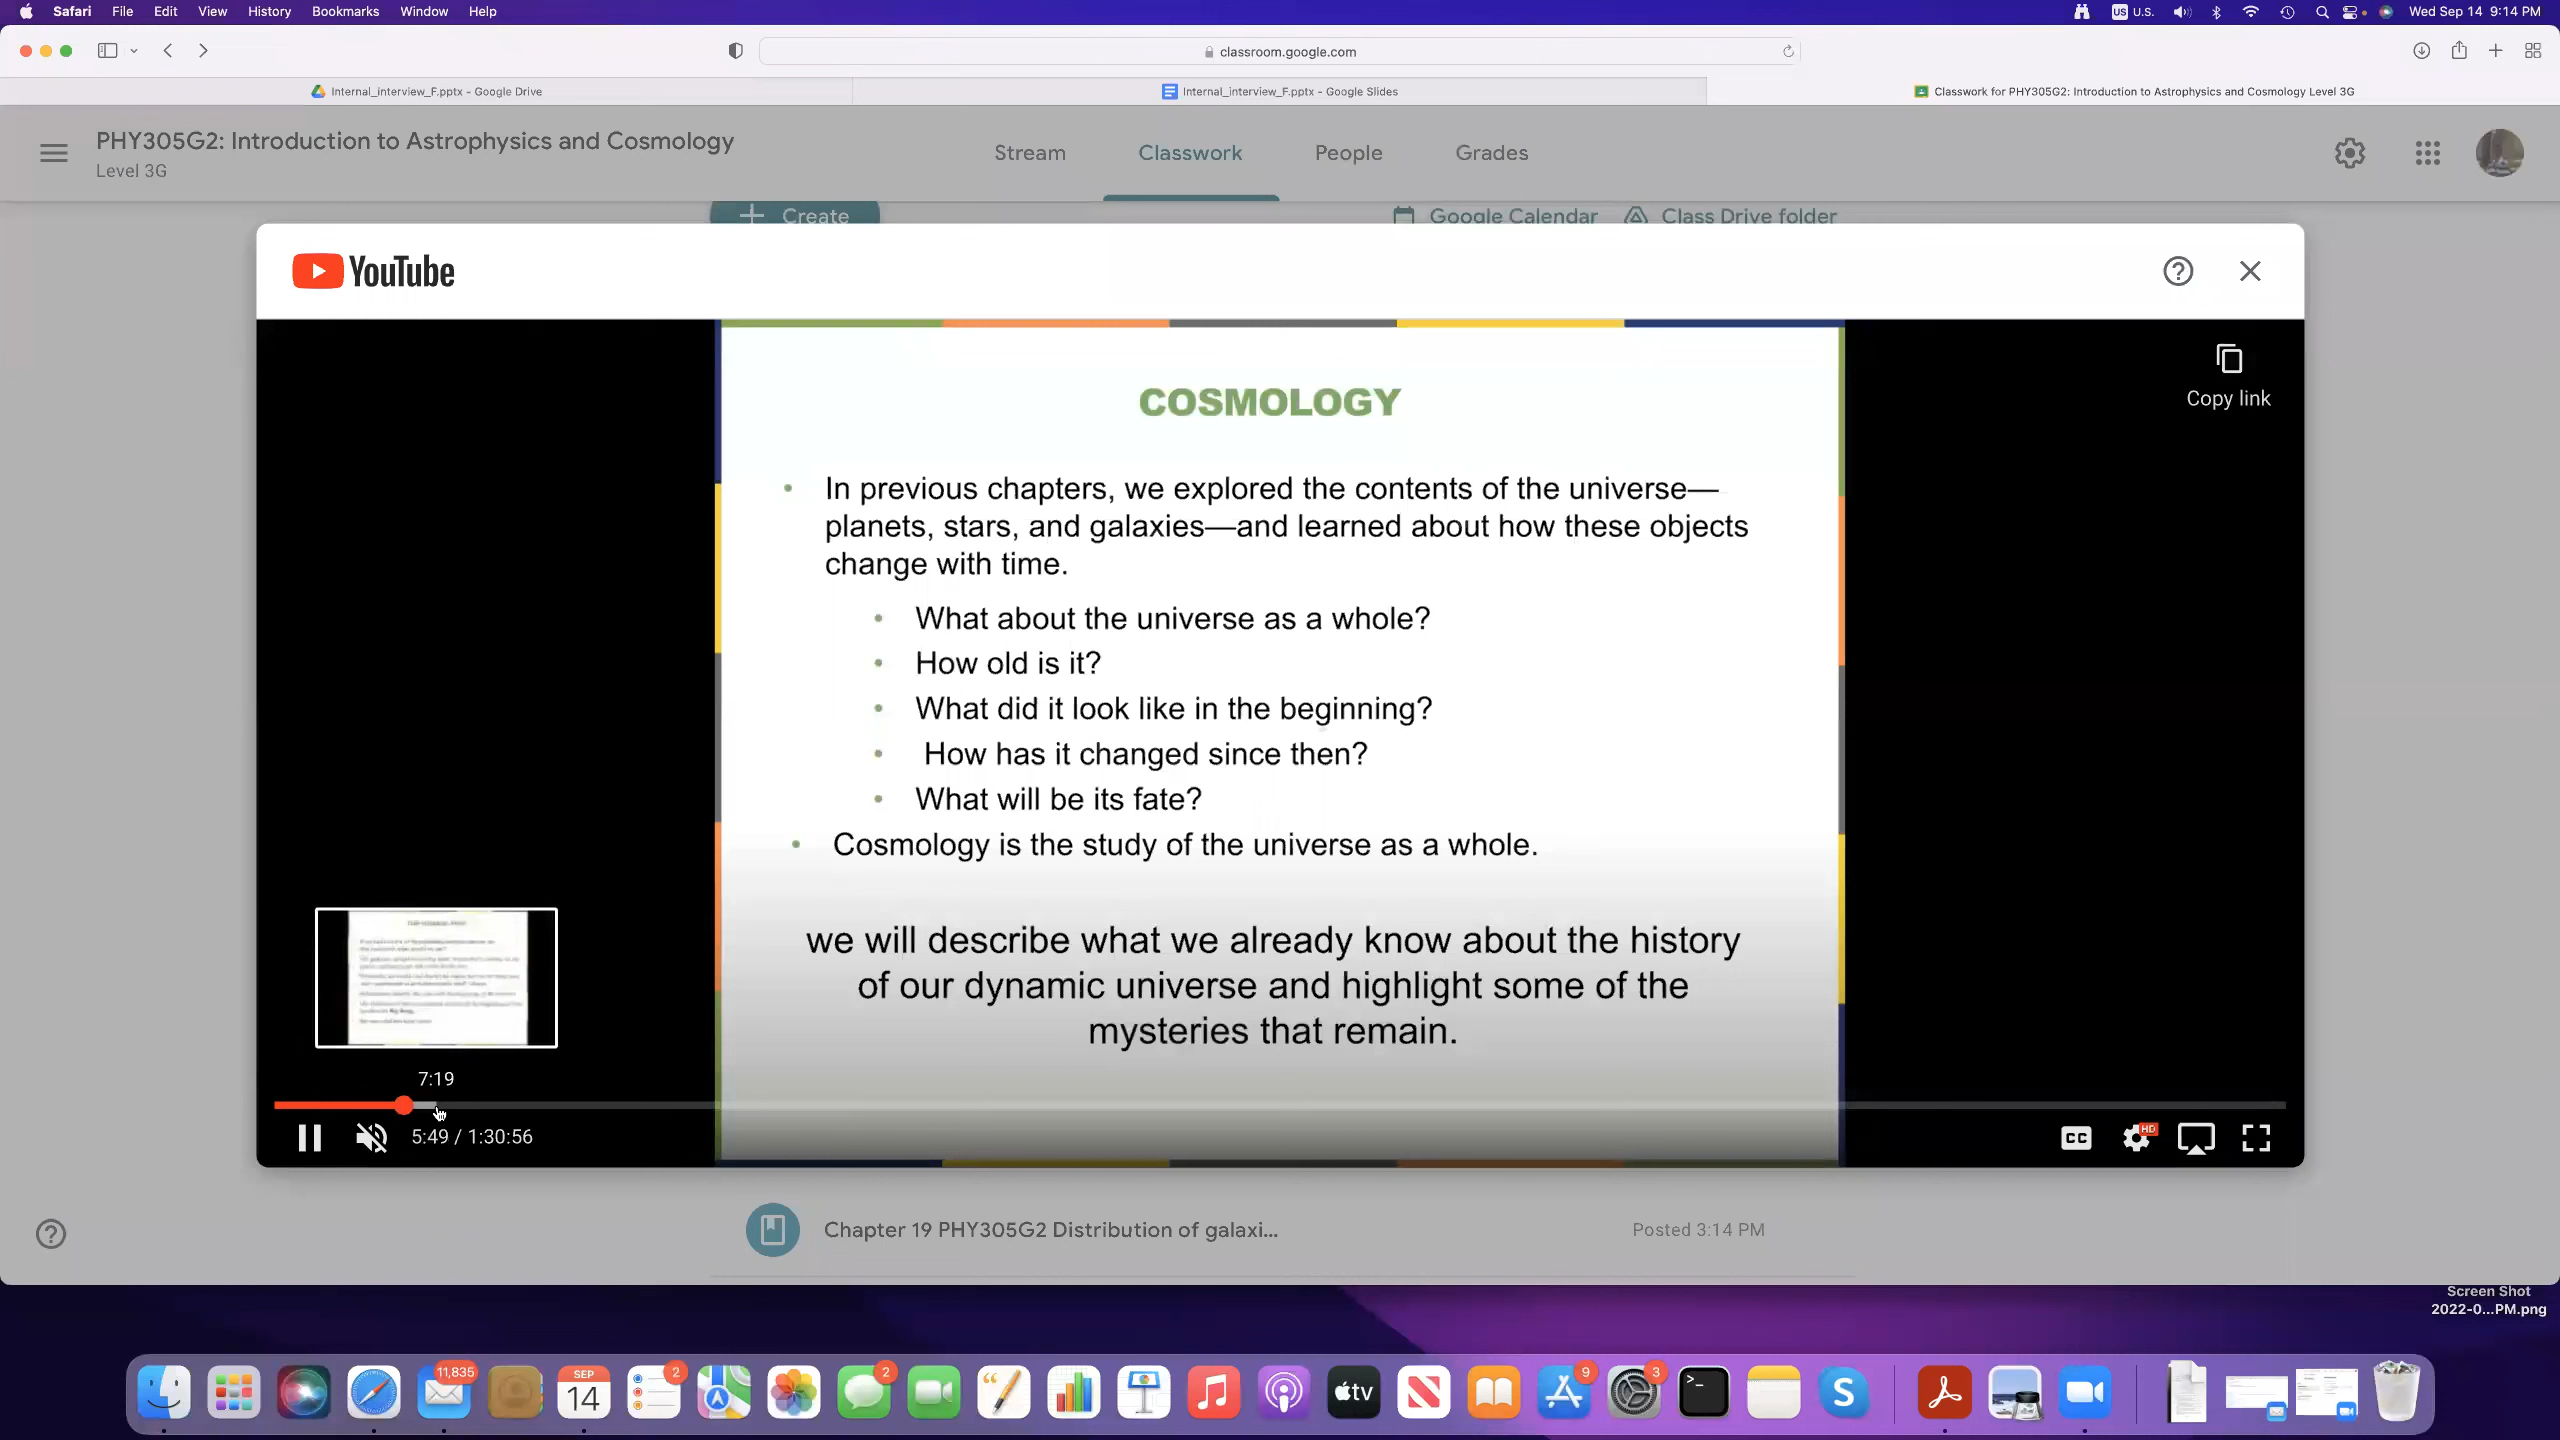 Safari File Edit View History Bookmarks Window Help
US U.S. Wed Sep 14 9:14 PM
classroom.google.com
Internal_interview_F.pptx - Google Drive
Internal_interview_F.pptx - Google Slides
Classwork for PHY305G2: Introduction to Astrophysics and Cosmology Level 3G
PHY305G2: Introduction to Astrophysics and Cosmology
Level 3G
Stream Classwork People Grades
Create
Google Calendar Class Drive folder
YouTube
Copy link
COSMOLOGY
• In previous chapters, we explored the contents of the universe—
planets, stars, and galaxies—and learned about how these objects
change with time.
• What about the universe as a whole?
• How old is it?
• What did it look like in the beginning?
• How has it changed since then?
• What will be its fate?
• Cosmology is the study of the universe as a whole.
we will describe what we already know about the history
of our dynamic universe and highlight some of the
mysteries that remain.
7:19
5:49 / 1:30:56
CC HD
Chapter 19 PHY305G2 Distribution of galaxi...
Posted 3:14 PM
Screen Shot
2022-0...PM.png
11,835
SEP
14
2
2
tv
9
3
S